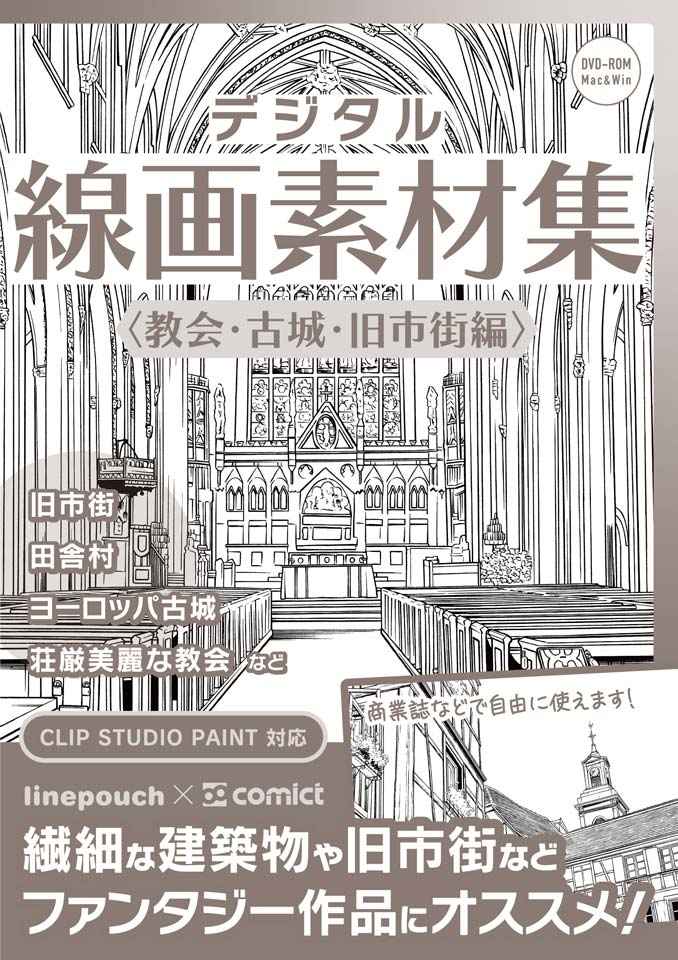 DVD-ROM
Mac&Win
デジタル
線画素材集
〈教会・古城・旧市街編〉
旧市街
田舎村
ヨーロッパ古城
荘厳美麗な教会 など
商業誌などで自由に使えます!
CLIP STUDIO PAINT 対応
linepouch × comict
繊細な建築物や旧市街など
ファンタジー作品にオススメ!